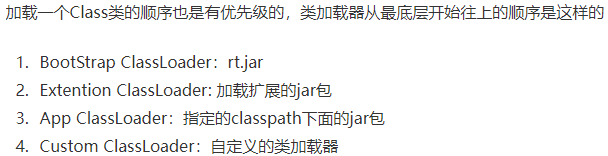 加载一个Class类的顺序也是有优先级的，类加载器从最底层开始往上的顺序是这样的
1. BootStrap ClassLoader：rt.jar
2. Extention ClassLoader: 加载扩展的jar包
3. App ClassLoader：指定的classpath下面的jar包
4. Custom ClassLoader：自定义的类加载器